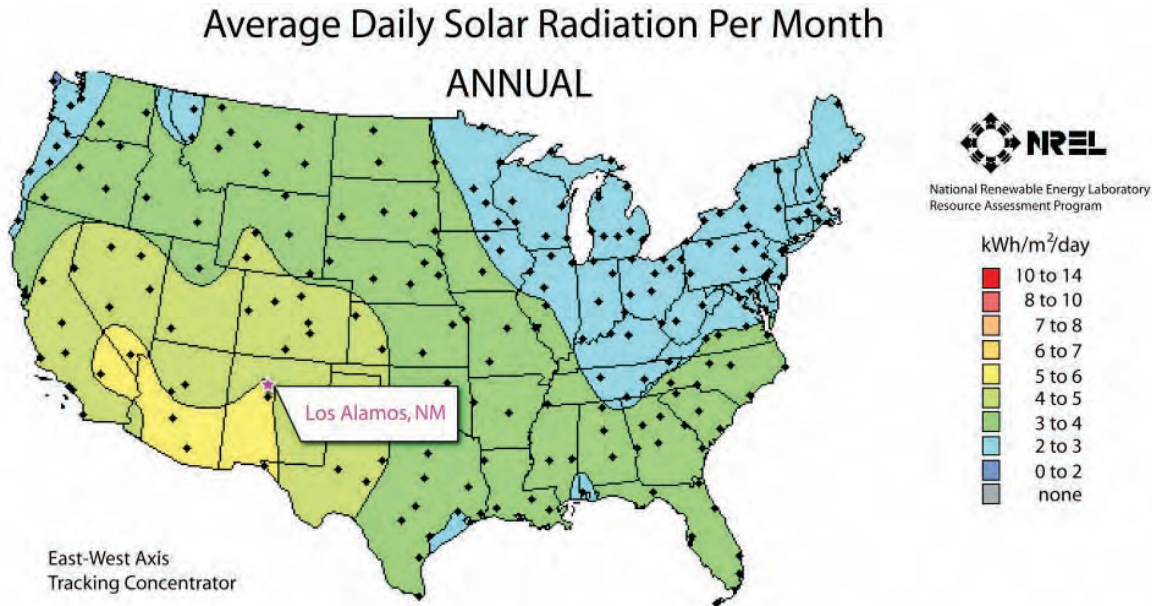 Average Daily Solar Radiation Per Month
ANNUAL
NREL
National Renewable Energy Laboratory
Resource Assessment Program
kWh/m²/day
10 to 14
8 to 10
7 to 8
6 to 7
5 to 6
4 to 5
3 to 4
2 to 3
0 to 2
none
Los Alamos, NM
East-West Axis
Tracking Concentrator